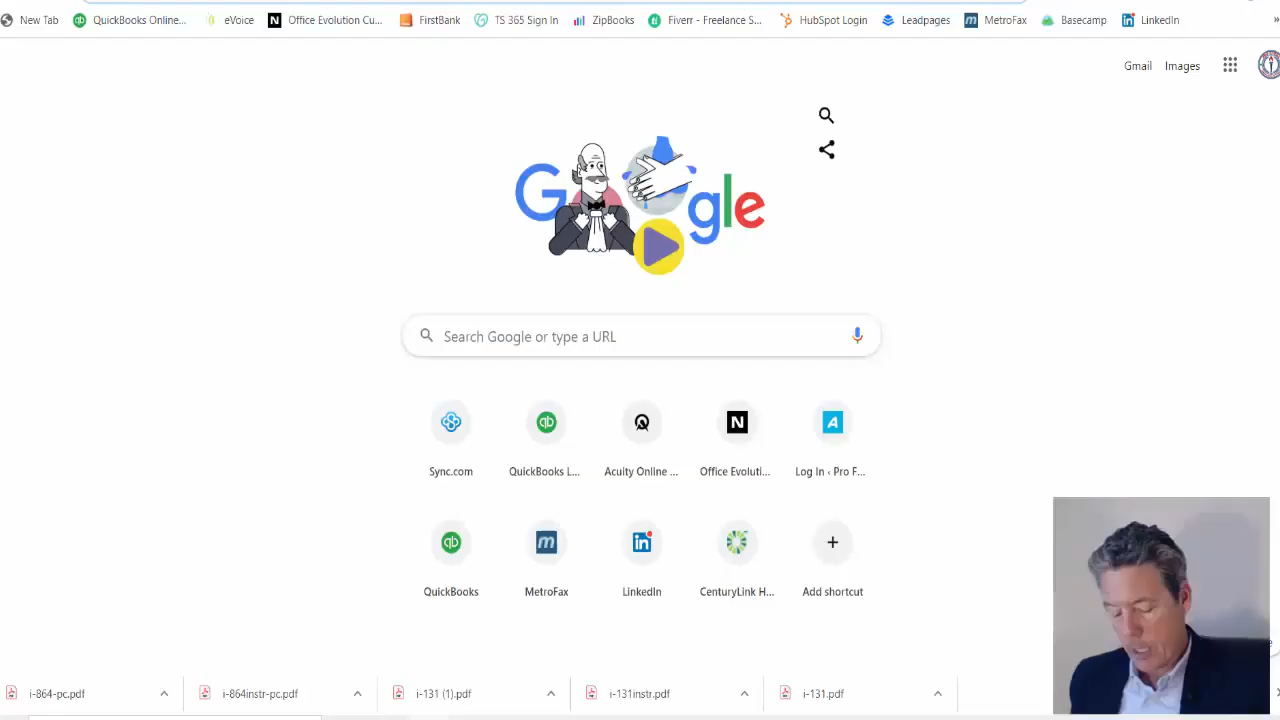 New Tab QuickBooks Online... eVoice Office Evolution Cu... FirstBank TS 365 Sign In ZipBooks Fiverr - Freelance S... HubSpot Login Leadpages MetroFax Basecamp LinkedIn »
Gmail Images
Google
Search Google or type a URL
Sync.com QuickBooks L... Acuity Online ... Office Evoluti... Log In ‹ Pro F...
QuickBooks MetroFax LinkedIn CenturyLink H... Add shortcut
i-864-pc.pdf i-864instr-pc.pdf i-131 (1).pdf i-131instr.pdf i-131.pdf